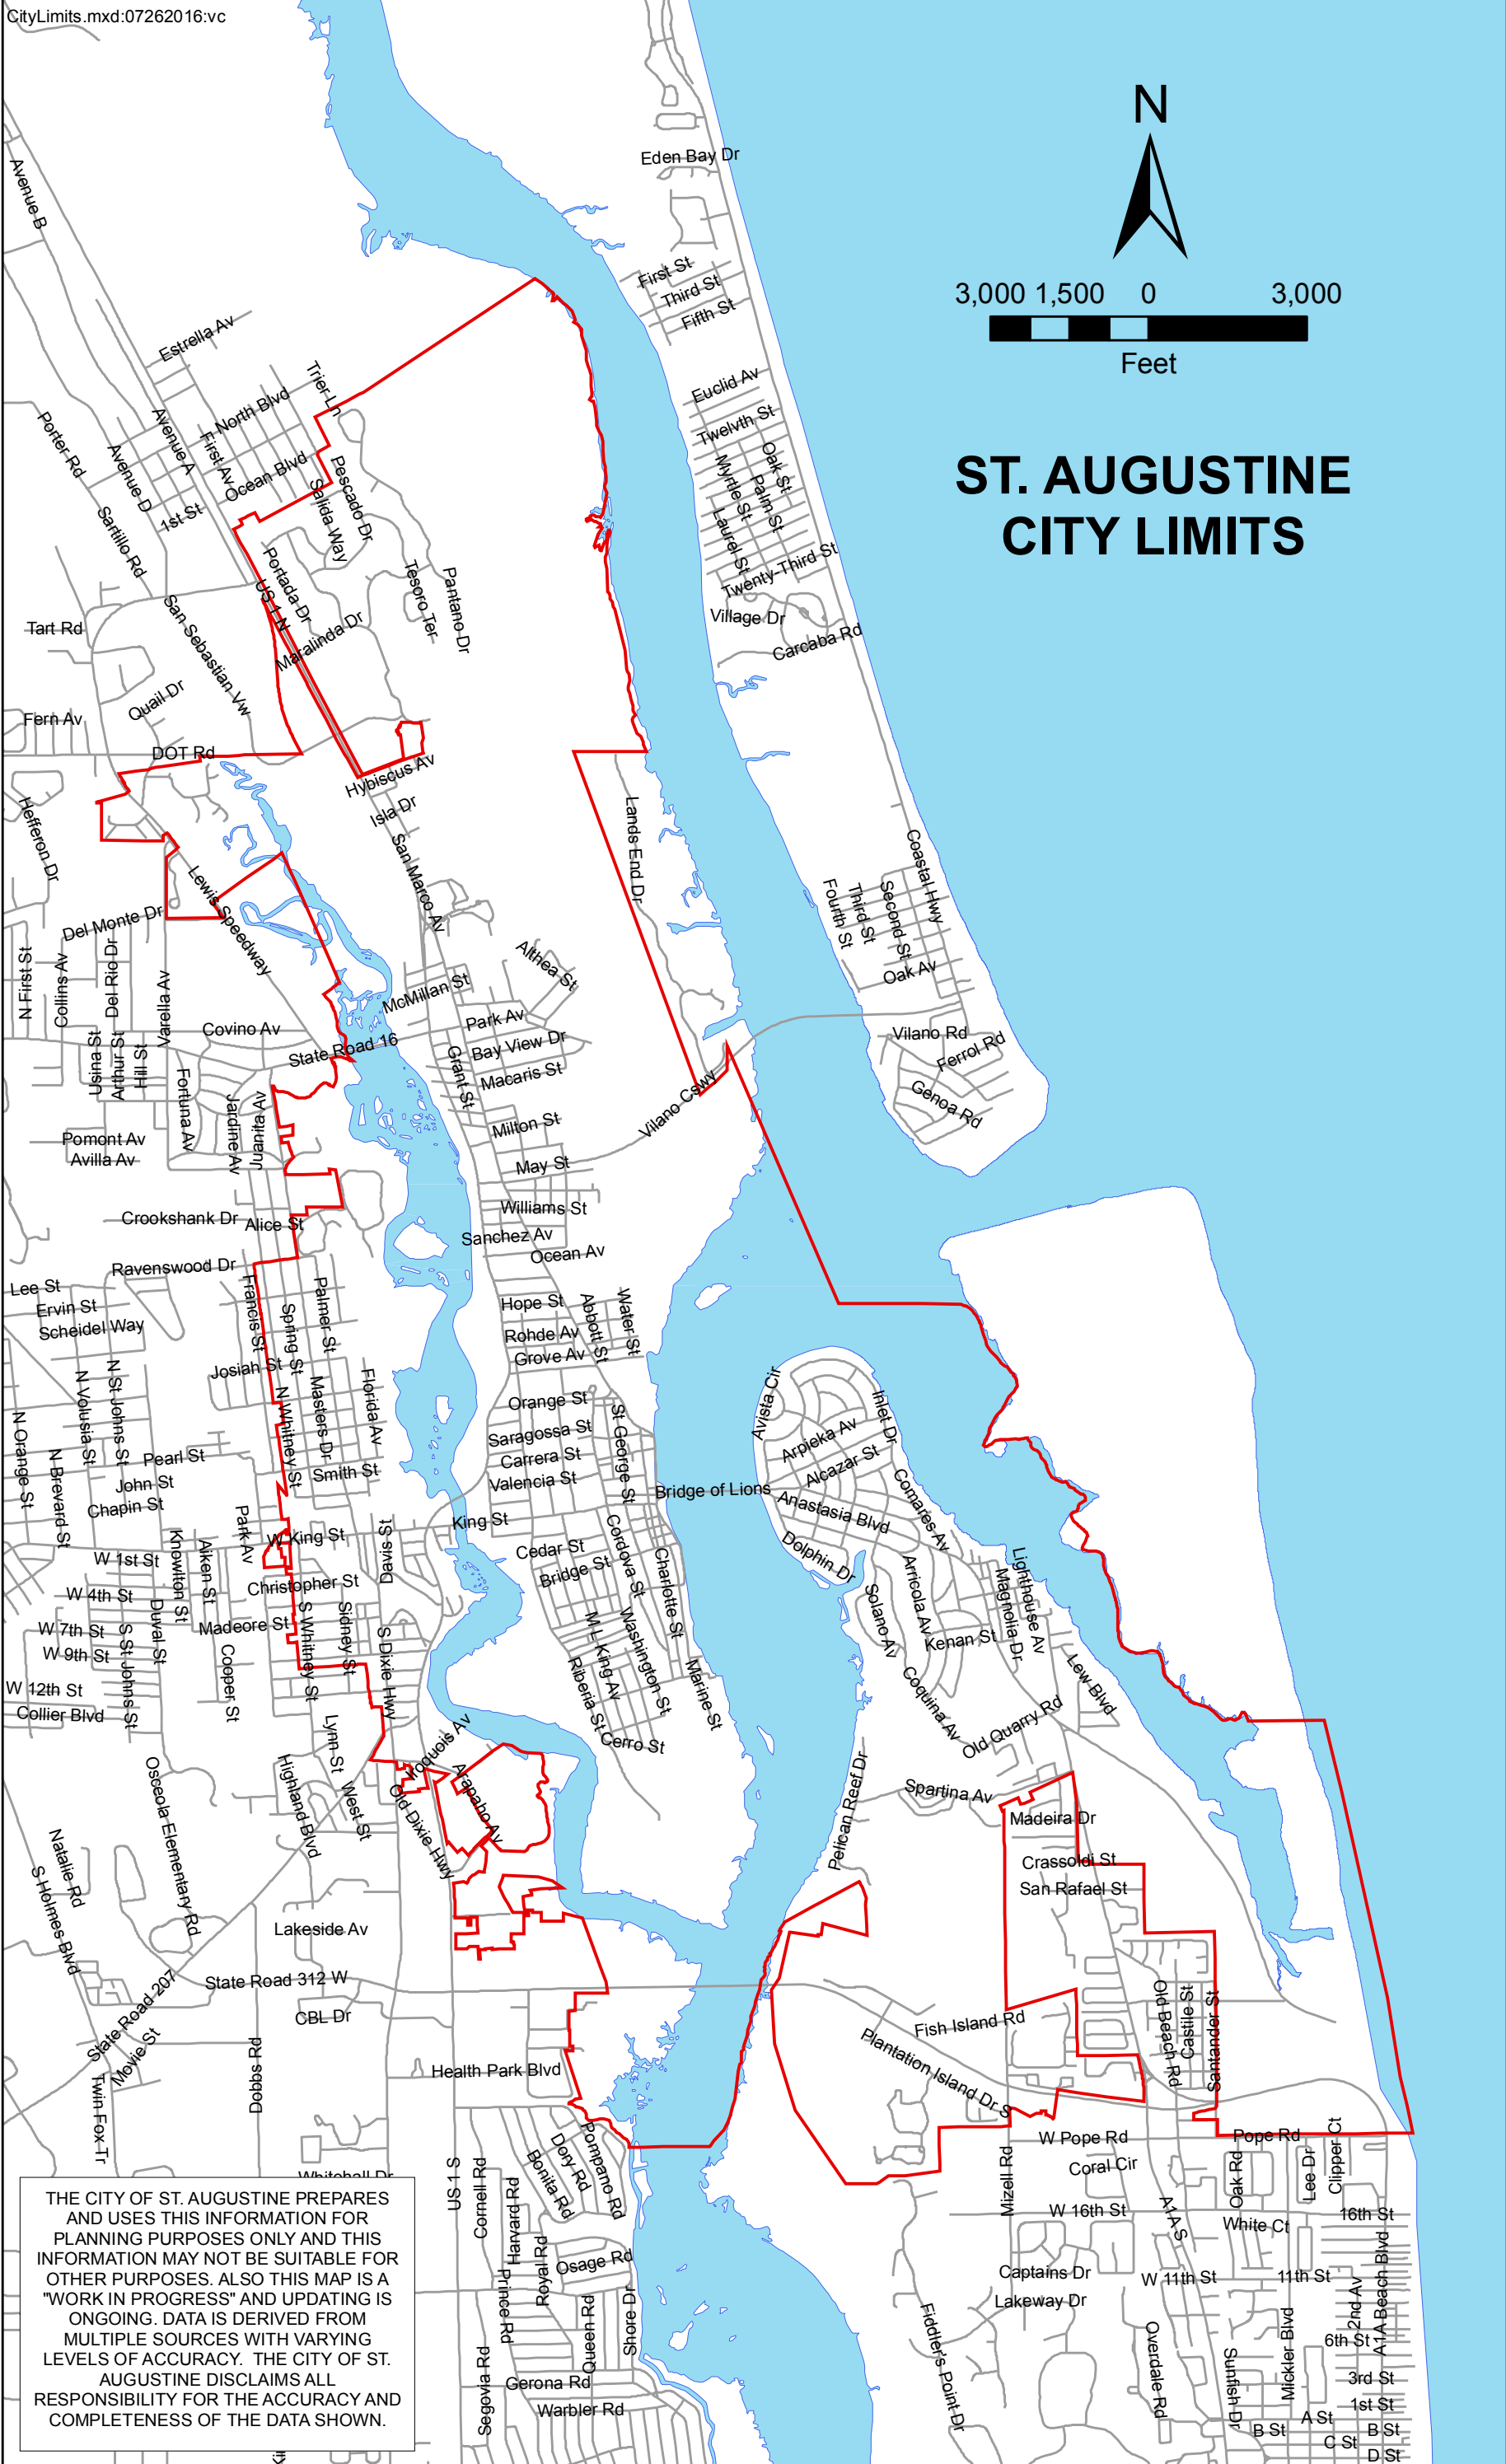 CityLimits.mxd:07262016:vc
N
3,000 1,500 0 3,000
Feet
ST. AUGUSTINE
CITY LIMITS
Avenue B
Eden Bay Dr
First St
Third St
Fifth St
Estrella Av
Trier Ln
North Blvd
Euclid Av
Twelvth St
Porter Rd
Avenue A
First Av
Avenue D
Ocean Blvd
Pescado Dr
Oak St
Myrtle St
Palm St
Salida Way
1st St
Sartillo Rd
Laurel St
Twenty-Third St
Portada Dr
US 1 N
Tesoro Ter
Pantano Dr
Village Dr
Carcaba Rd
Tart Rd
San Sebastian Vw
Maralinda Dr
Quail Dr
Fern Av
DOT Rd
Hybiscus Av
Isla Dr
Hefferon Dr
Lands End Dr
San Marco Av
Coastal Hwy
Lewis Speedway
Fourth St
Third St
Second St
Del Monte Dr
Oak Av
Althea St
N First St
Collins Av
Del Rio Dr
Varella Av
McMillan St
Park Av
Covino Av
State Road 16
Bay View Dr
Vilano Rd
Ferrol Rd
Usina St
Arthur St
Hill St
Grant St
Macaris St
Genoa Rd
Fortuna Av
Jardine Av
Juanita Av
Vilano Cswy
Milton St
Pomont Av
Avilla Av
May St
Williams St
Crookshank Dr
Alice St
Sanchez Av
Ocean Av
Ravenswood Dr
Lee St
Ervin St
Scheidel Way
Francis St
Palmer St
Spring St
Hope St
Abbott St
Water St
Rohde Av
Grove Av
Josiah St
N Volusia St
N St Johns St
N Whitney St
Masters Dr
Florida Av
Orange St
Avista Cir
Inlet Dr
N Orange St
N Brevard St
Pearl St
Saragossa St
St George St
Arpieka Av
Carrera St
Alcazar St
Smith St
John St
Valencia St
Bridge of Lions
Comares Av
Chapin St
Anastasia Blvd
Park Av
W King St
Davis St
King St
Cordova St
Dolphin Dr
W 1st St
Knowlton St
Aiken St
Cedar St
Bridge St
Charlotte St
Lighthouse Av
Magnolia Dr
Arricola Av
Solano Av
W 4th St
Christopher St
Duval St
Madeore St
S Whitney St
Sidney St
S Dixie Hwy
M L King Av
Washington St
Kenan St
W 7th St
S St Johns St
W 9th St
Cooper St
Riberia St
Marine St
Coquina Av
Lew Blvd
W 12th St
Collier Blvd
Lynn St
Iroquois Av
Cerro St
Old Quarry Rd
Osceola Elementary Rd
Highland Blvd
West St
Old Dixie Hwy
Arapaho Av
Pelican Reef Dr
Spartina Av
Madeira Dr
Natalie Rd
S Holmes Blvd
Crassoldi St
San Rafael St
Lakeside Av
State Road 312 W
State Road 207
CBL Dr
Fish Island Rd
Old Beach Rd
Castile St
Santander St
Movie St
Dobbs Rd
Health Park Blvd
Plantation Island Dr S
Twin Fox Tr
Pompano Rd
Dory Rd
Bonita Rd
W Pope Rd
Pope Rd
Clipper Ct
Lee Dr
Oak Rd
Coral Cir
Mizell Rd
Whitehall Dr
US 1 S
Cornell Rd
Harvard Rd
W 16th St
16th St
A1A S
White Ct
Royal Rd
Osage Rd
Captains Dr
W 11th St
11th St
A1A Beach Blvd
2nd Av
Prince Rd
Queen Rd
Shore Dr
Lakeway Dr
Fiddler's Point Dr
Overdale Rd
Mickler Blvd
6th St
Sunfish Dr
3rd St
Segovia Rd
Gerona Rd
1st St
Warbler Rd
A St
B St
B St
C St
D St
THE CITY OF ST. AUGUSTINE PREPARES
AND USES THIS INFORMATION FOR
PLANNING PURPOSES ONLY AND THIS
INFORMATION MAY NOT BE SUITABLE FOR
OTHER PURPOSES. ALSO THIS MAP IS A
"WORK IN PROGRESS" AND UPDATING IS
ONGOING. DATA IS DERIVED FROM
MULTIPLE SOURCES WITH VARYING
LEVELS OF ACCURACY. THE CITY OF ST.
AUGUSTINE DISCLAIMS ALL
RESPONSIBILITY FOR THE ACCURACY AND
COMPLETENESS OF THE DATA SHOWN.